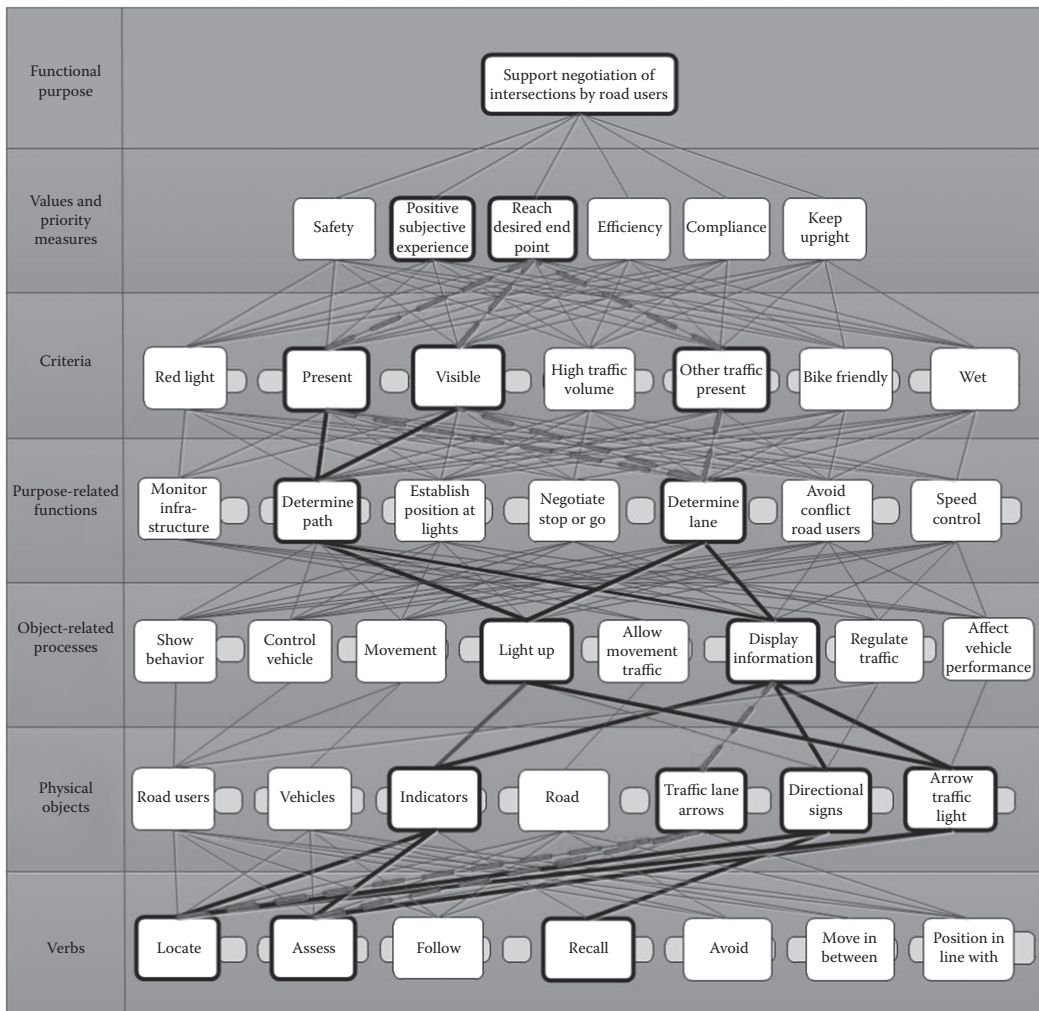 Functional
purpose
Support negotiation of
intersections by road users
Values and
priority
measures
Safety
Positive
subjective
experience
Reach
desired end
point
Efficiency
Compliance
Keep
upright
Criteria
Red light
Present
Visible
High traffic
volume
Other traffic
present
Bike friendly
Wet
Purpose-related
functions
Monitor
infra-
structure
Determine
path
Establish
position at
lights
Negotiate
stop or go
Determine
lane
Avoid
conflict
road users
Speed
control
Object-related
processes
Show
behavior
Control
vehicle
Movement
Light up
Allow
movement
traffic
Display
information
Regulate
traffic
Affect
vehicle
performance
Physical
objects
Road users
Vehicles
Indicators
Road
Traffic lane
arrows
Directional
signs
Arrow
traffic
light
Verbs
Locate
Assess
Follow
Recall
Avoid
Move in
between
Position in
line with